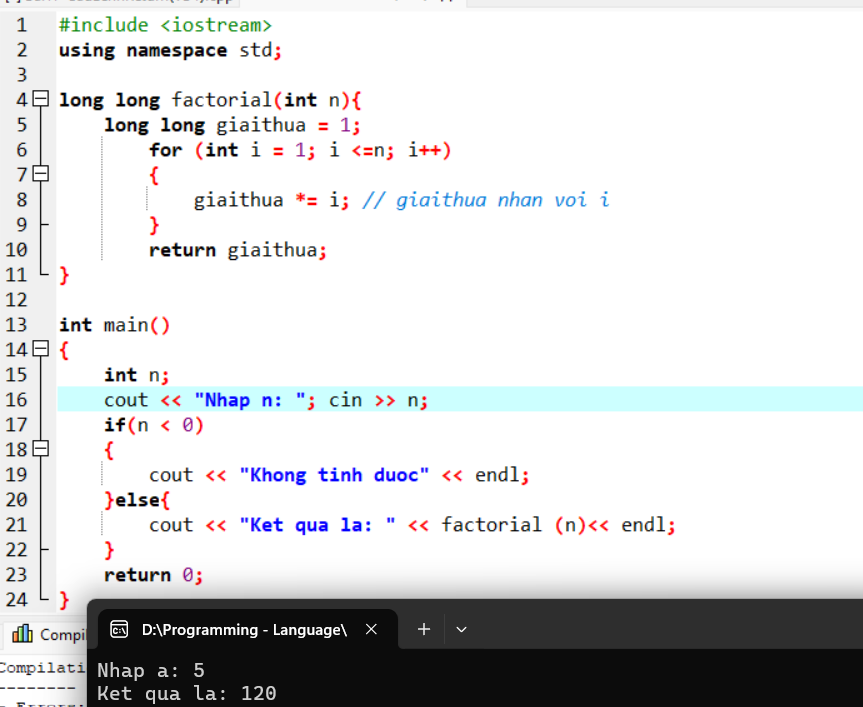 1 #include <iostream>
2 using namespace std;
3
4 long long factorial(int n){
5 long long giaithua = 1;
6 for (int i = 1; i <=n; i++)
7 {
8 giaithua *= i; // giaithua nhan voi i
9 }
10 return giaithua;
11 }
12
13 int main()
14 {
15 int n;
16 cout << "Nhap n: "; cin >> n;
17 if(n < 0)
18 {
19 cout << "Khong tinh duoc" << endl;
20 }else{
21 cout << "Ket qua la: " << factorial (n)<< endl;
22 }
23 return 0;
24 }
Compi
D:\Programming - Language\
Compilati
--------
Nhap a: 5
Ket qua la: 120